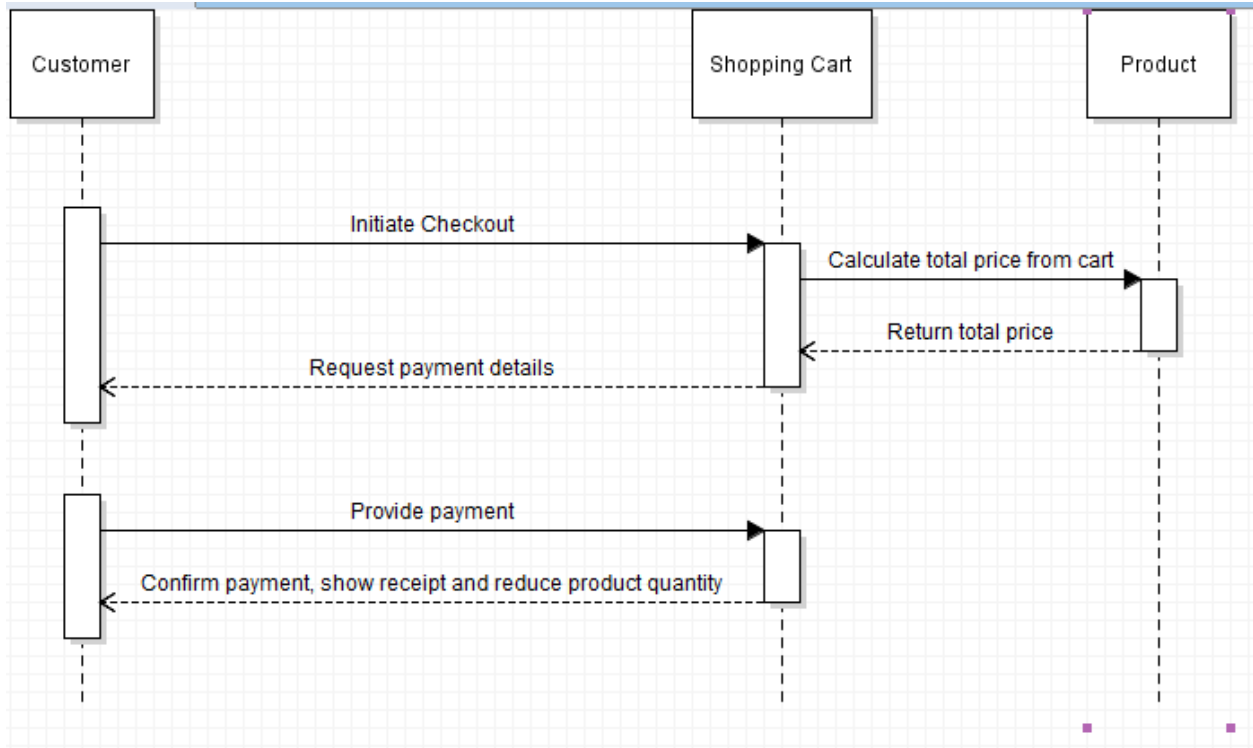 Customer
Shopping Cart
Product
Initiate Checkout
Calculate total price from cart
Return total price
Request payment details
Provide payment
Confirm payment, show receipt and reduce product quantity